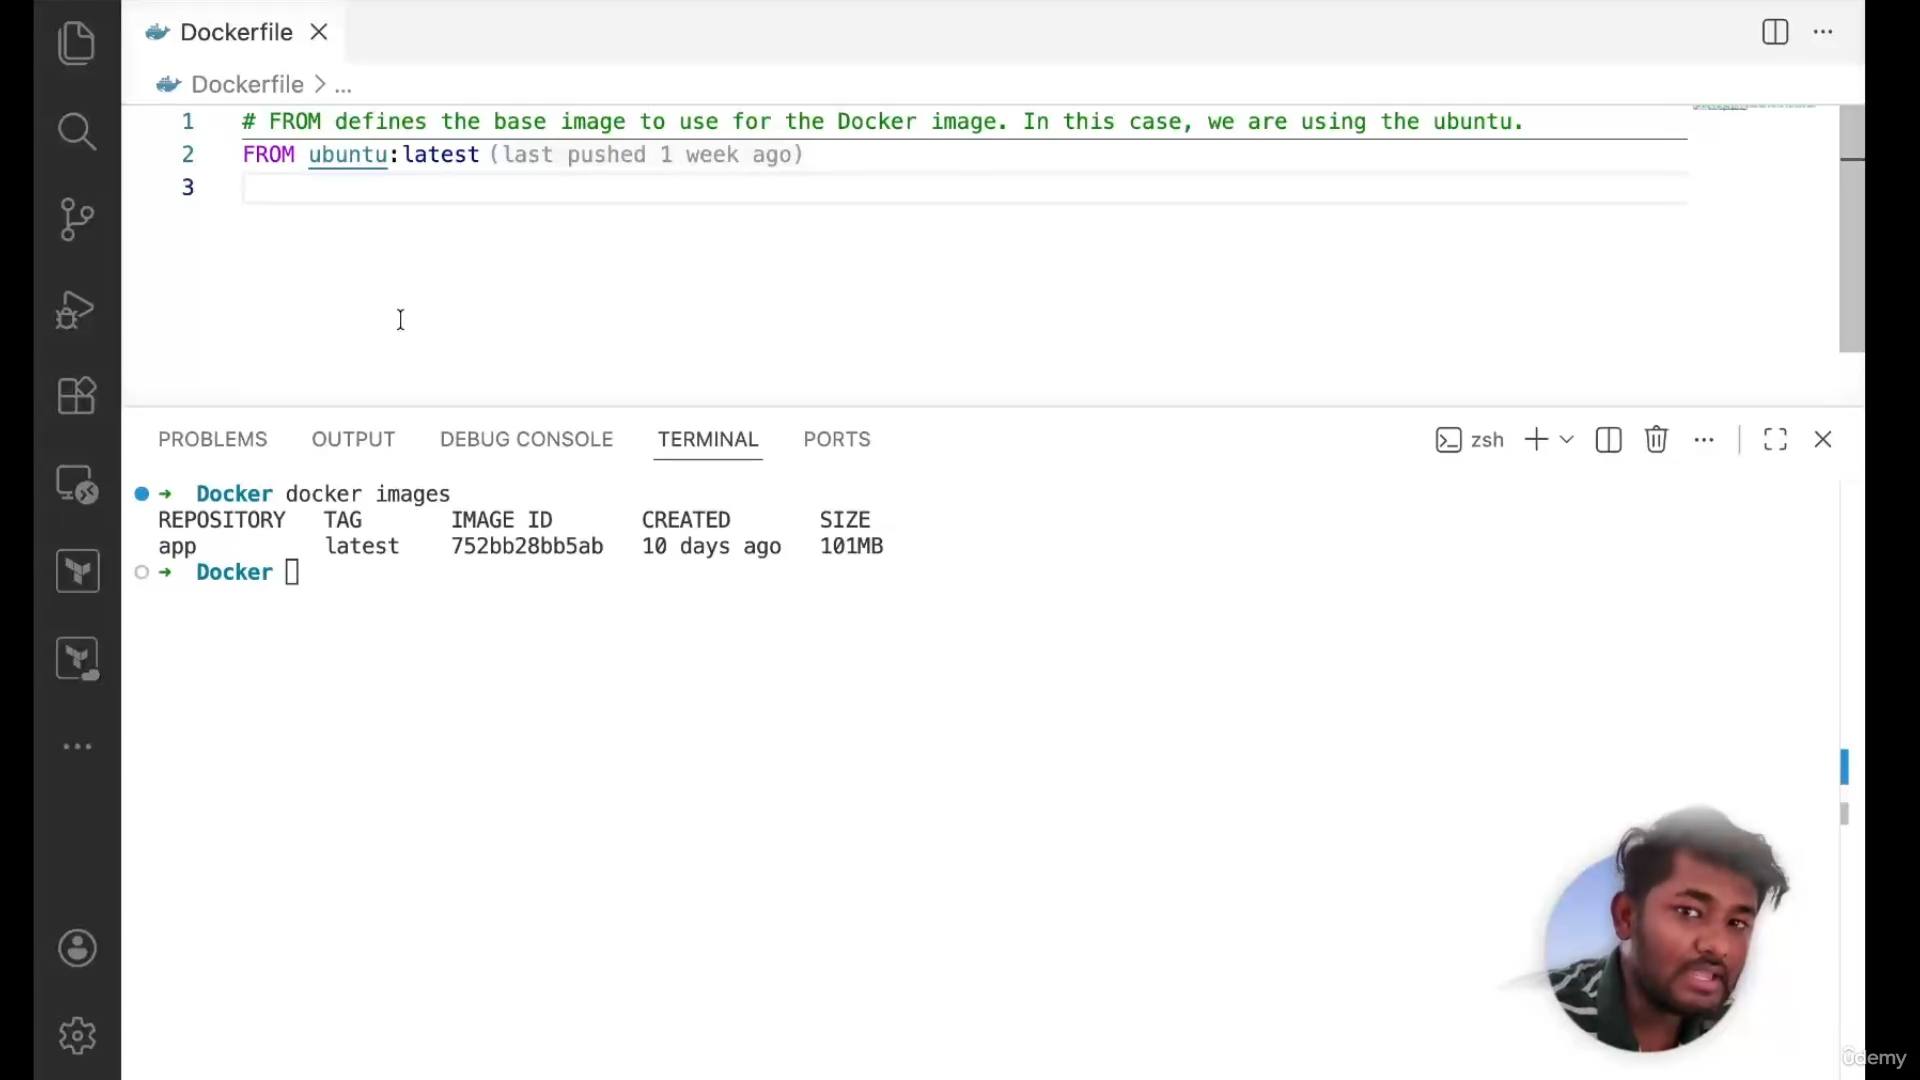 Dockerfile
Dockerfile > ...
1 # FROM defines the base image to use for the Docker image. In this case, we are using the ubuntu.
2 FROM ubuntu:latest (last pushed 1 week ago)
3
PROBLEMS OUTPUT DEBUG CONSOLE TERMINAL PORTS
zsh
→ Docker docker images
REPOSITORY TAG IMAGE ID CREATED SIZE
app latest 752bb28bb5ab 10 days ago 101MB
→ Docker
ûdemy